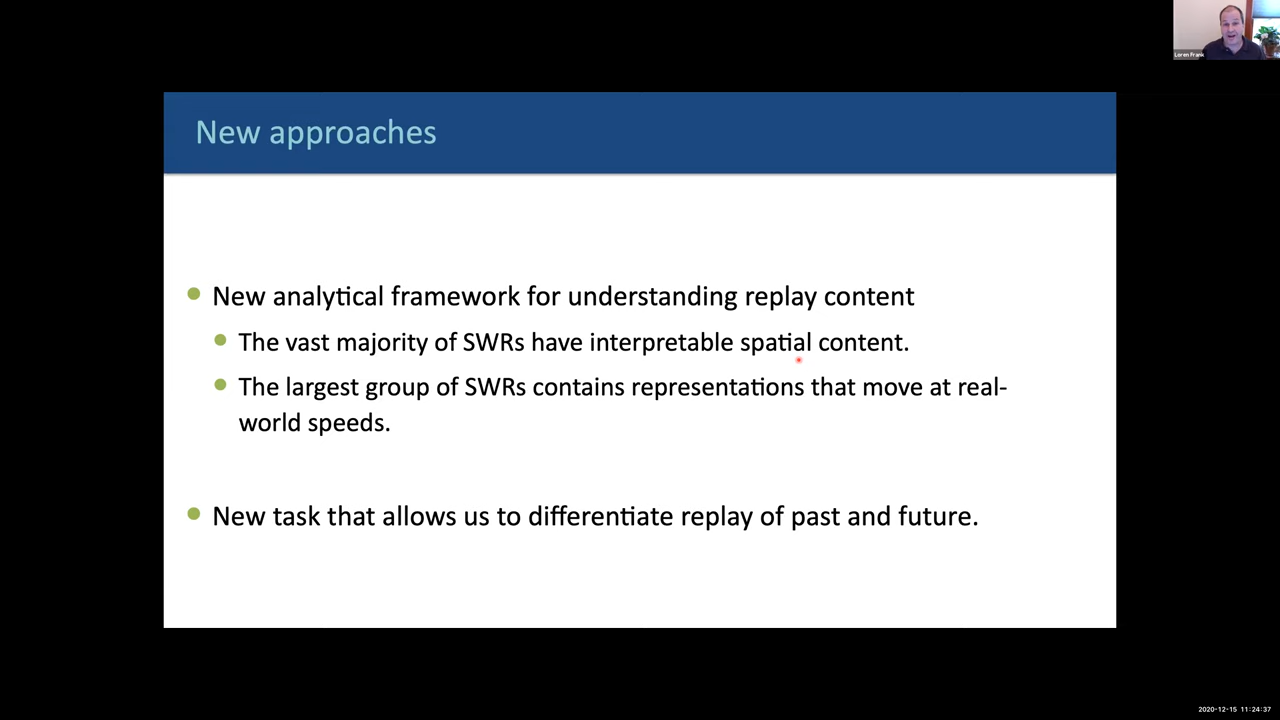 Loren Frank
New approaches
New analytical framework for understanding replay content
The vast majority of SWRs have interpretable spatial content.
The largest group of SWRs contains representations that move at real-
world speeds.
New task that allows us to differentiate replay of past and future.
2020-12-15 11:24:37